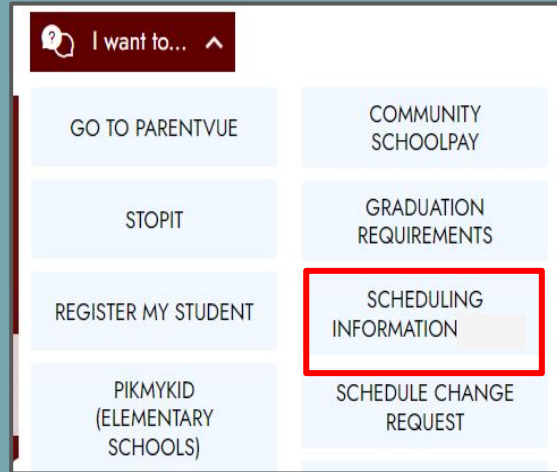 I want to...
GO TO PARENTVUE
COMMUNITY
SCHOOLPAY
STOPIT
GRADUATION
REQUIREMENTS
REGISTER MY STUDENT
SCHEDULING
INFORMATION
PIKMYKID
(ELEMENTARY
SCHOOLS)
SCHEDULE CHANGE
REQUEST